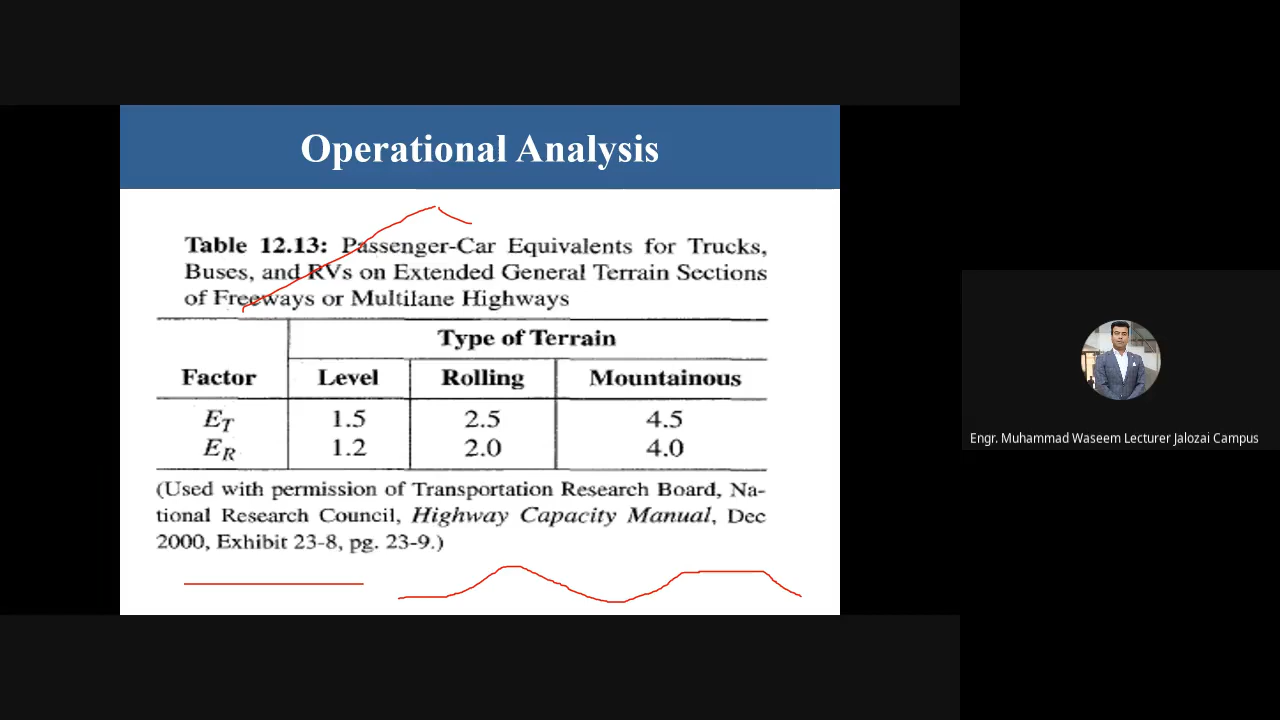 Operational Analysis
Table 12.13: Passenger-Car Equivalents for Trucks,
Buses, and RVs on Extended General Terrain Sections
of Freeways or Multilane Highways
Type of Terrain
Factor Level Rolling Mountainous
E_T 1.5 2.5 4.5
E_R 1.2 2.0 4.0
(Used with permission of Transportation Research Board, Na-
tional Research Council, Highway Capacity Manual, Dec
2000, Exhibit 23-8, pg. 23-9.)
Engr. Muhammad Waseem Lecturer Jalozai Campus